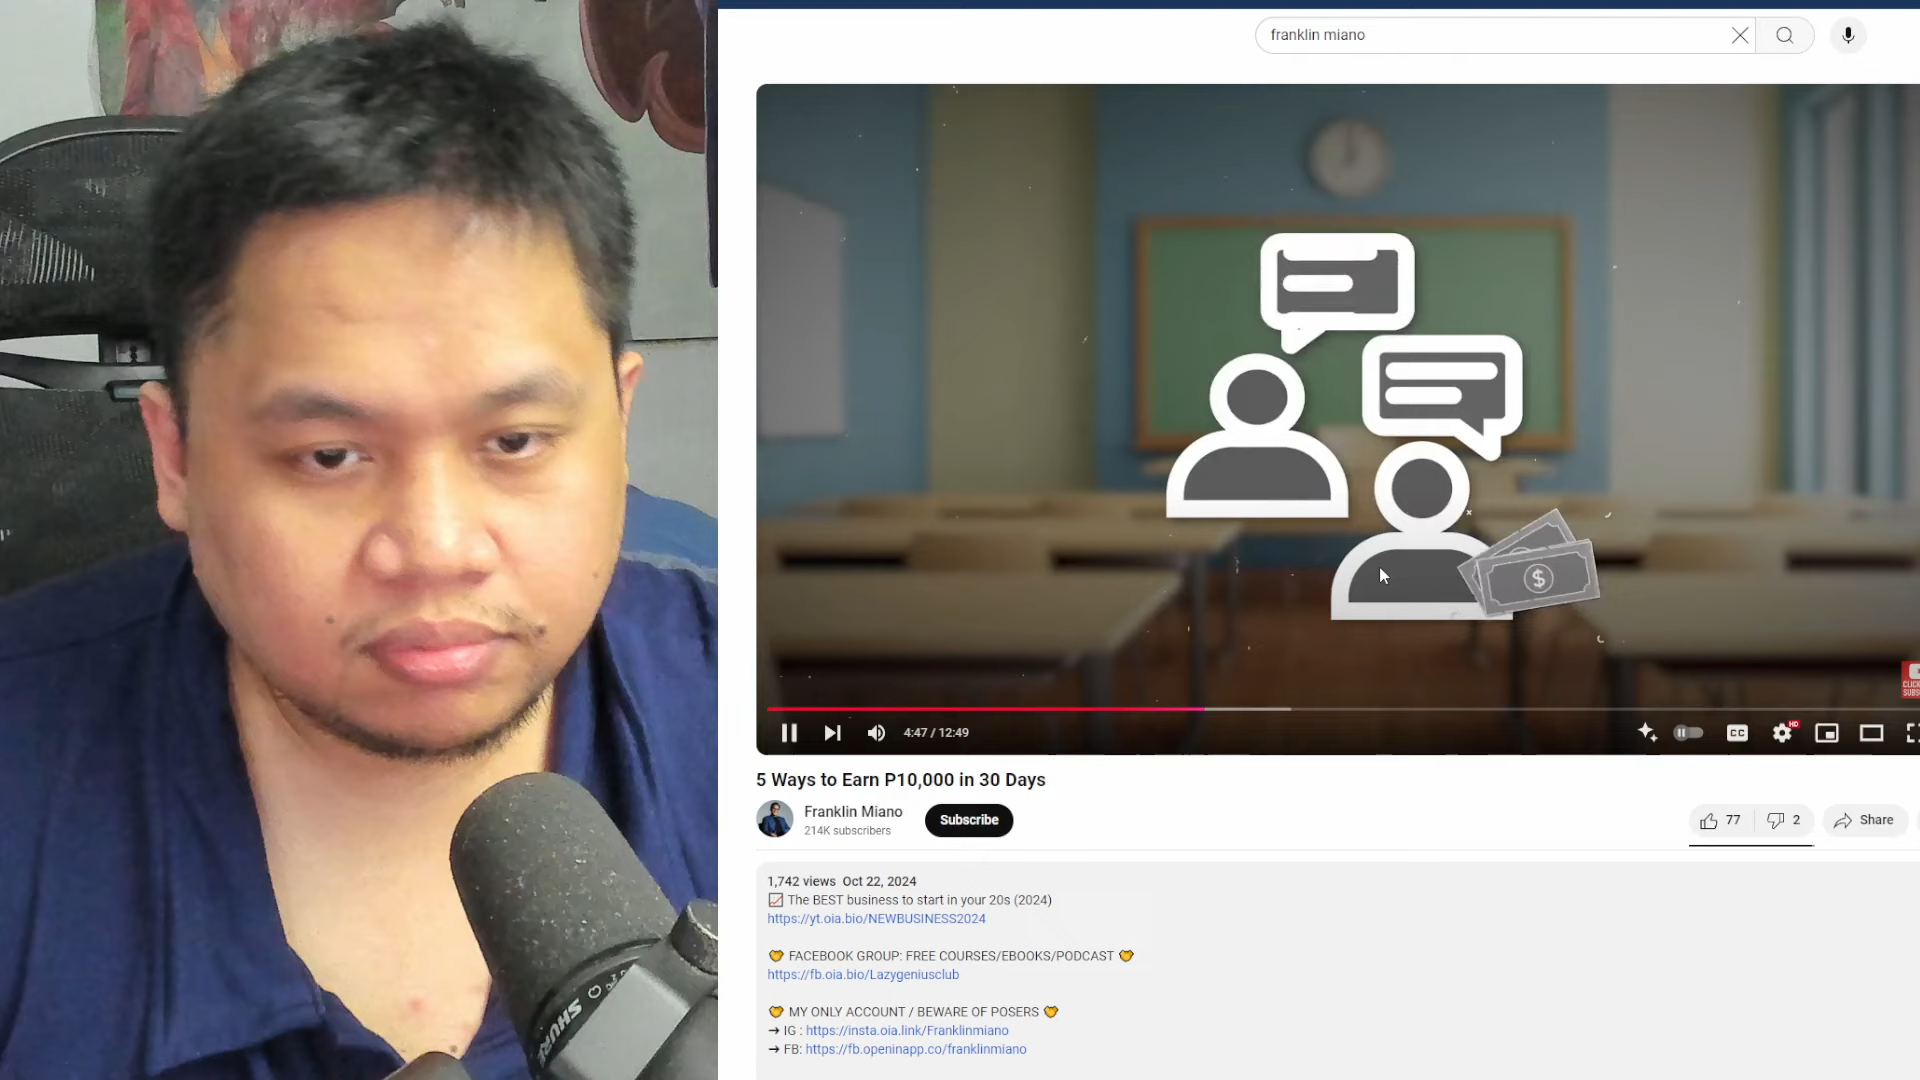 franklin miano
HD
CC
4:47 / 12:49
5 Ways to Earn P10,000 in 30 Days
Franklin Miano
214K subscribers
Subscribe
77
2
Share
1,742 views Oct 22, 2024
The BEST business to start in your 20s (2024)
https://yt.oia.bio/NEWBUSINESS2024
FACEBOOK GROUP: FREE COURSES/EBOOKS/PODCAST
https://fb.oia.bio/Lazygeniusclub
MY ONLY ACCOUNT / BEWARE OF POSERS
→ IG : https://insta.oia.link/Franklinmiano
→ FB: https://fb.openinapp.co/franklinmiano
SHURE